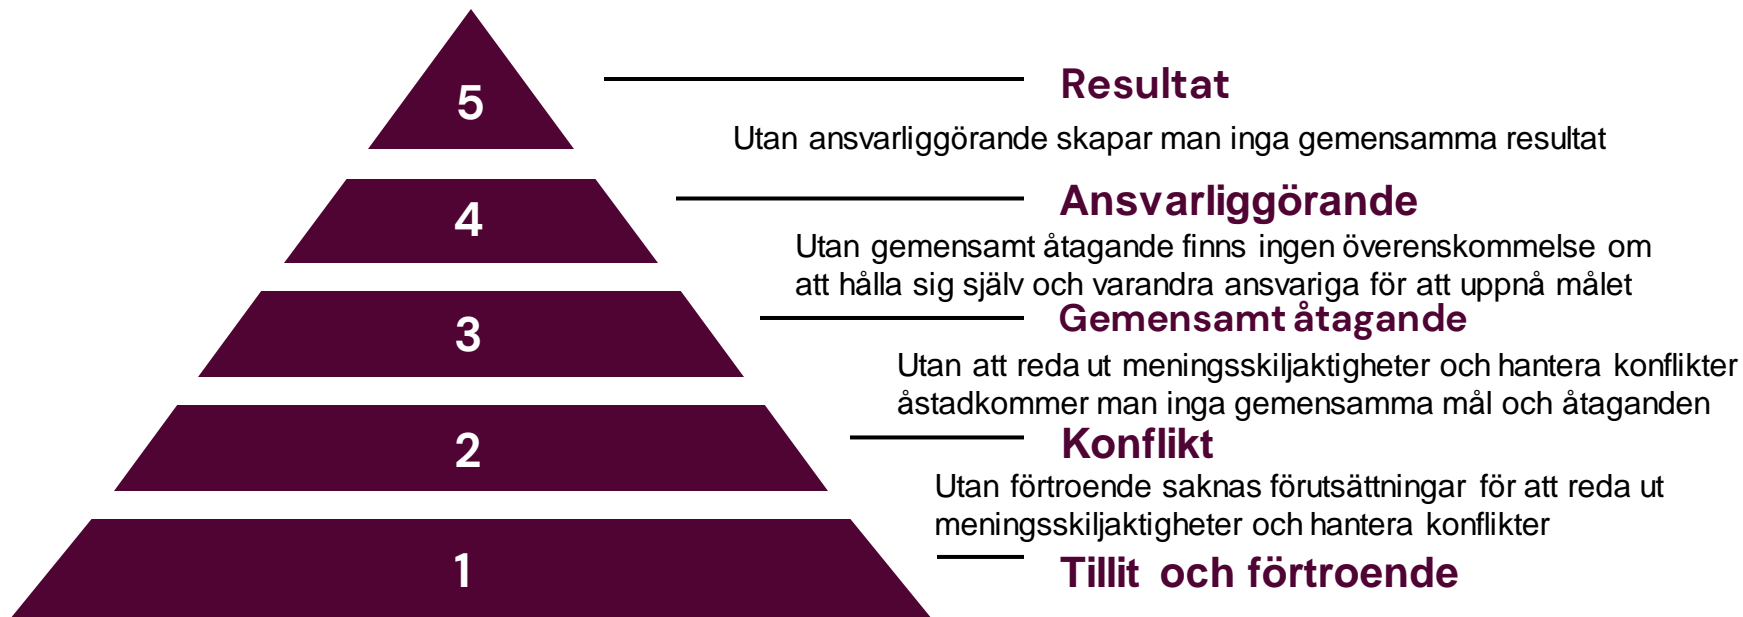 5
Resultat
Utan ansvarliggörande skapar man inga gemensamma resultat
4
Ansvarliggörande
Utan gemensamt åtagande finns ingen överenskommelse om
att hålla sig själv och varandra ansvariga för att uppnå målet
3
Gemensamt åtagande
Utan att reda ut meningsskiljaktigheter och hantera konflikter
åstadkommer man inga gemensamma mål och åtaganden
2
Konflikt
Utan förtroende saknas förutsättningar för att reda ut
meningsskiljaktigheter och hantera konflikter
1
Tillit och förtroende